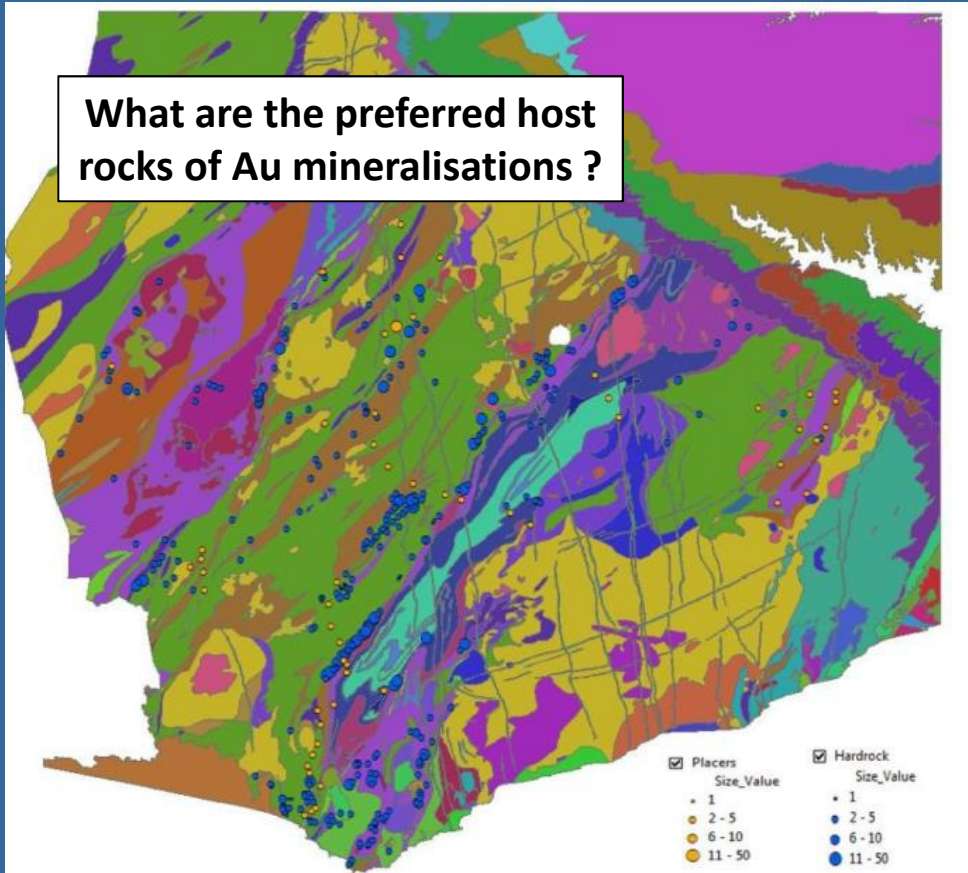 What are the preferred host
rocks of Au mineralisations ?
Placers
Size_Value
1
2 - 5
6 - 10
11 - 50
Hardrock
Size_Value
1
2 - 5
6 - 10
11 - 50